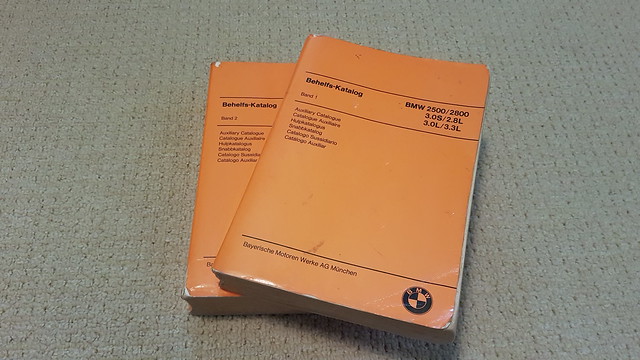 Behelfs-Katalog
Band 2
Auxiliary Catalogue
Catalogue Auxiliaire
Hulpkatalogus
Snabbkatalog
Catalogo Sussidia
Catalogo Auxiliar
B
Behelfs-Katalog
Band 1
BMW 2500/2800
3.0S/2.8L
3.0L/3.3L
Auxiliary Catalogue
Catalogue Auxiliaire
Hulpkatalogus
Snabbkatalog
Catalogo Sussidiario
Catalogo Auxiliar
Bayerische Motoren Werke AG München
BMW